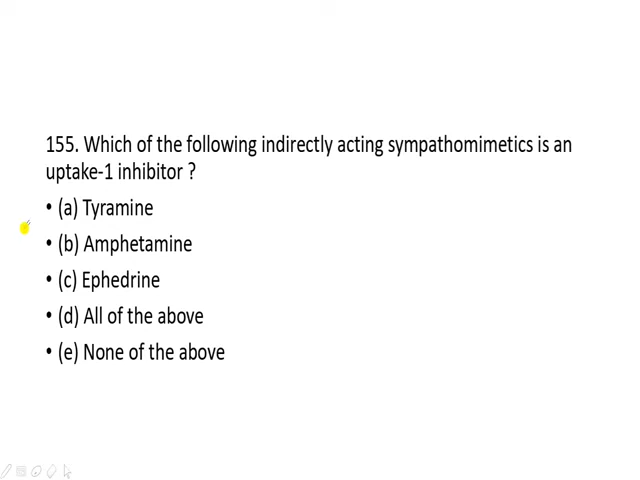 155. Which of the following indirectly acting sympathomimetics is an
uptake-1 inhibitor ?
• (a) Tyramine
• (b) Amphetamine
• (c) Ephedrine
• (d) All of the above
• (e) None of the above